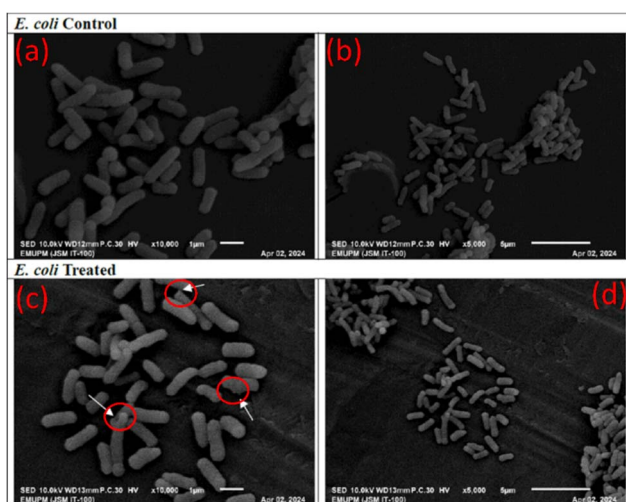 E. coli Control
(a)
(b)
SED 10.0kV WD12mm P.C.30 HV x10,000 1μm
EMUPM (JSM IT-100) Apr 02, 2024
SED 10.0kV WD12mm P.C.30 HV x5,000 5μm
EMUPM (JSM IT-100) Apr 02, 2024
E. coli Treated
(c)
(d)
SED 10.0kV WD13mm P.C.30 HV x10,000 1μm
EMUPM (JSM IT-100) Apr 02, 2024
SED 10.0kV WD13mm P.C.30 HV x5,000 5μm
EMUPM (JSM IT-100) Apr 02, 2024